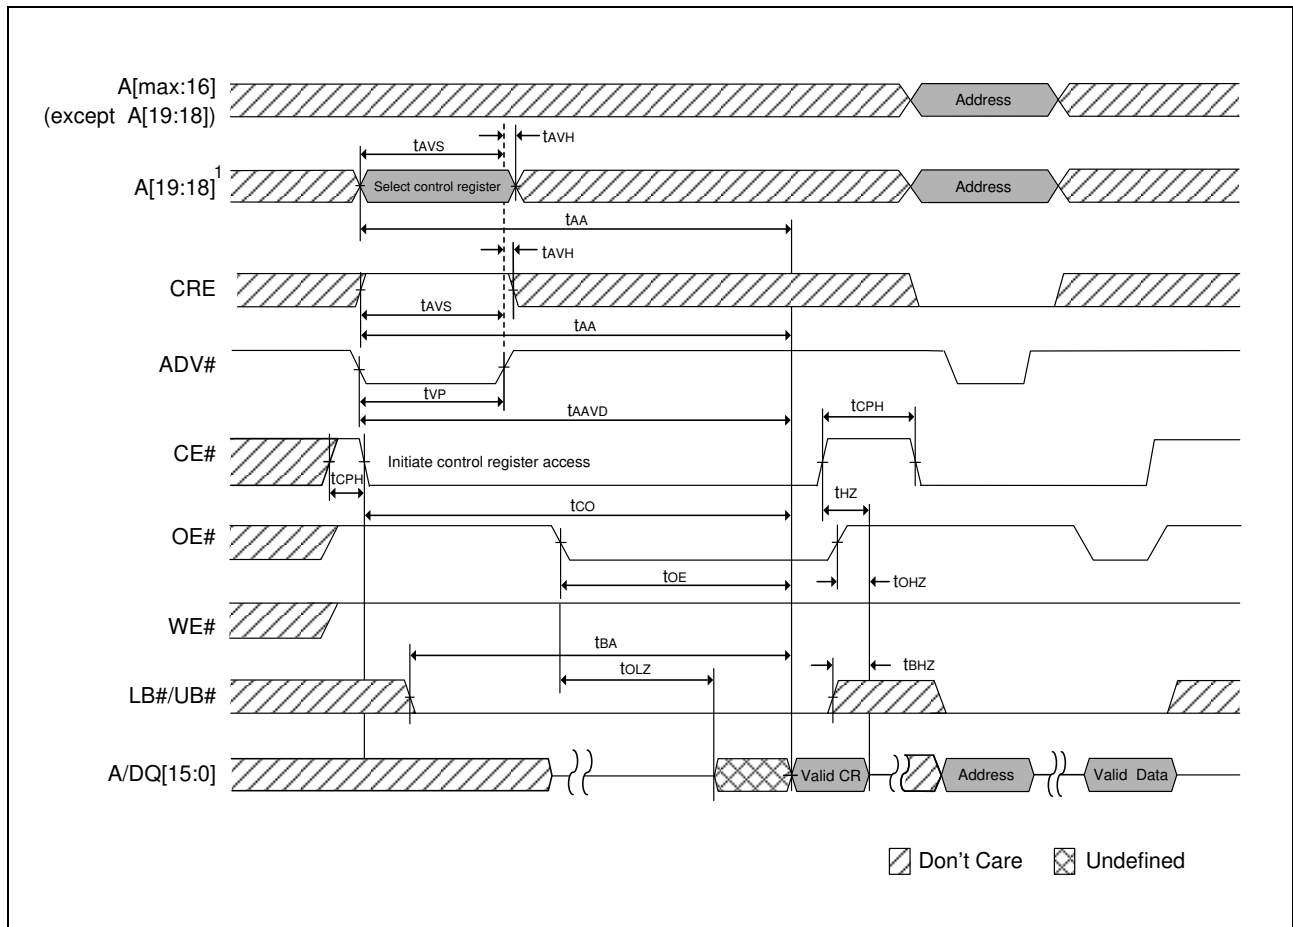 A[max:16]
(except A[19:18])
Address
tAVS
tAVH
A[19:18]1
Select control register
Address
tAA
tAVH
CRE
tAVS
tAA
ADV#
tVP
tAAVD
tCPH
CE#
Initiate control register access
tCPH
tHZ
tCO
OE#
tOE
tOHZ
WE#
tBA
tOLZ
tBHZ
LB#/UB#
A/DQ[15:0]
Valid CR
Address
Valid Data
Don't Care
Undefined